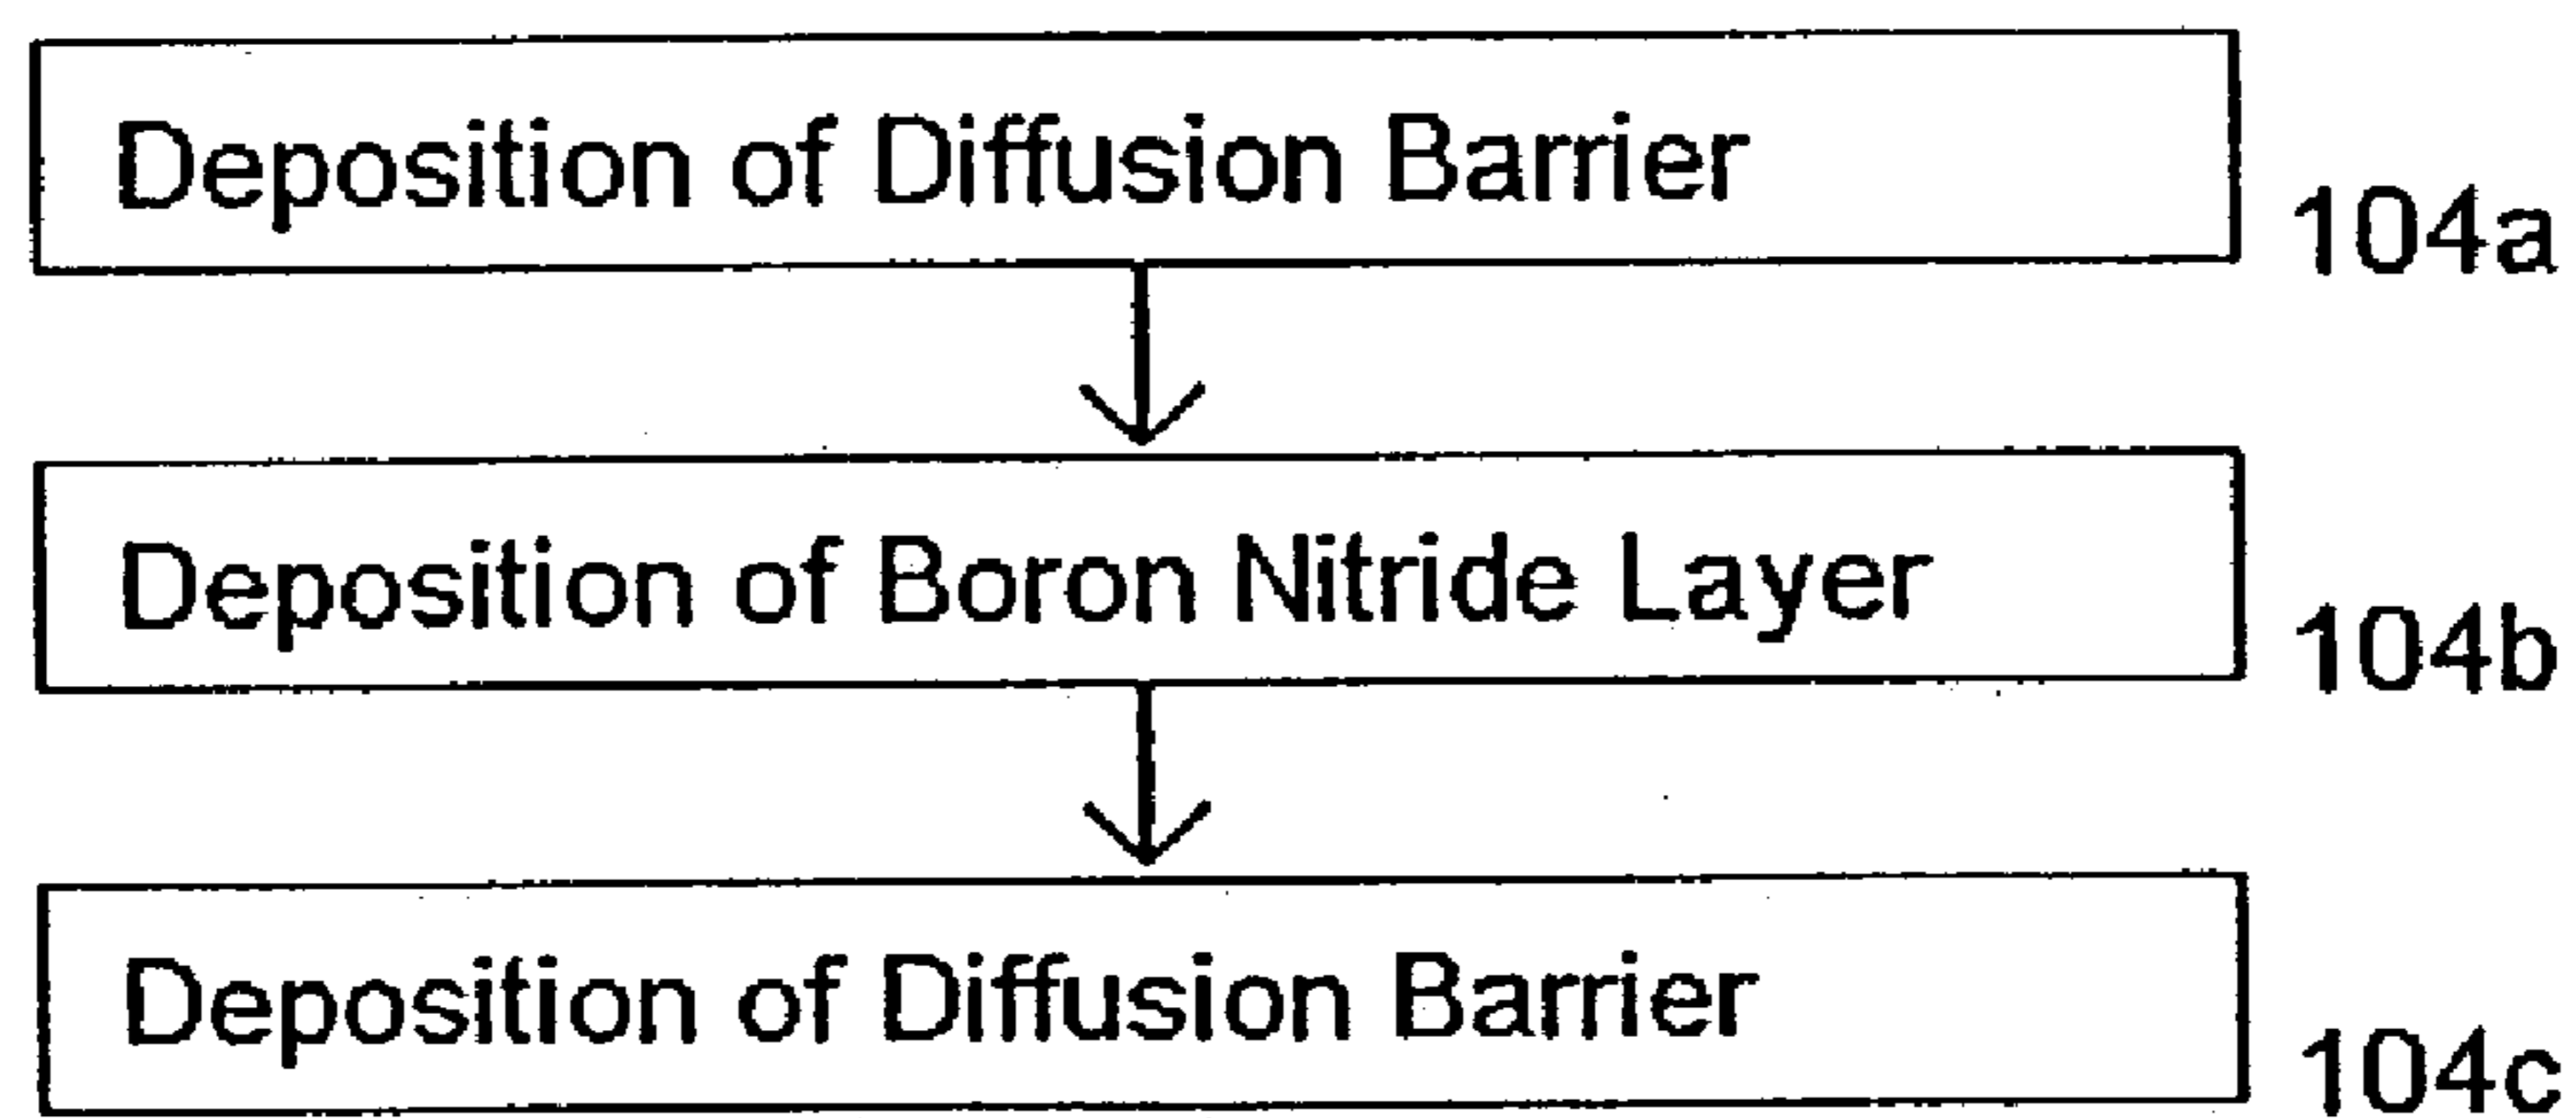 Deposition of Diffusion Barrier
104a
Deposition of Boron Nitride Layer
104b
Deposition of Diffusion Barrier
104c